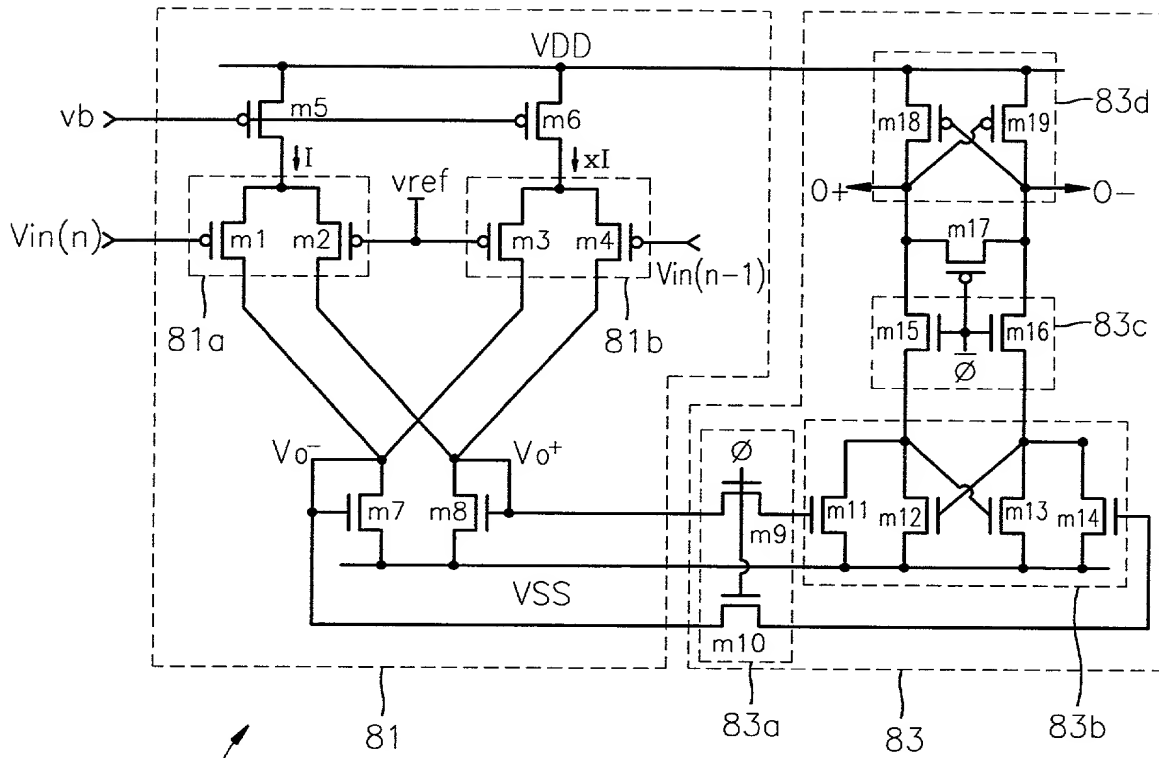 VDD
83d
vb
m5
m6
m18
m19
I
xI
vref
O+
O-
Vin(n)
m1
m2
m3
m4
m17
Vin(n-1)
81a
81b
m15
m16
83c
Ø̅
Vo-
Vo+
Ø
m7
m8
m9
m11
m12
m13
m14
VSS
m10
81
83a
83
83b